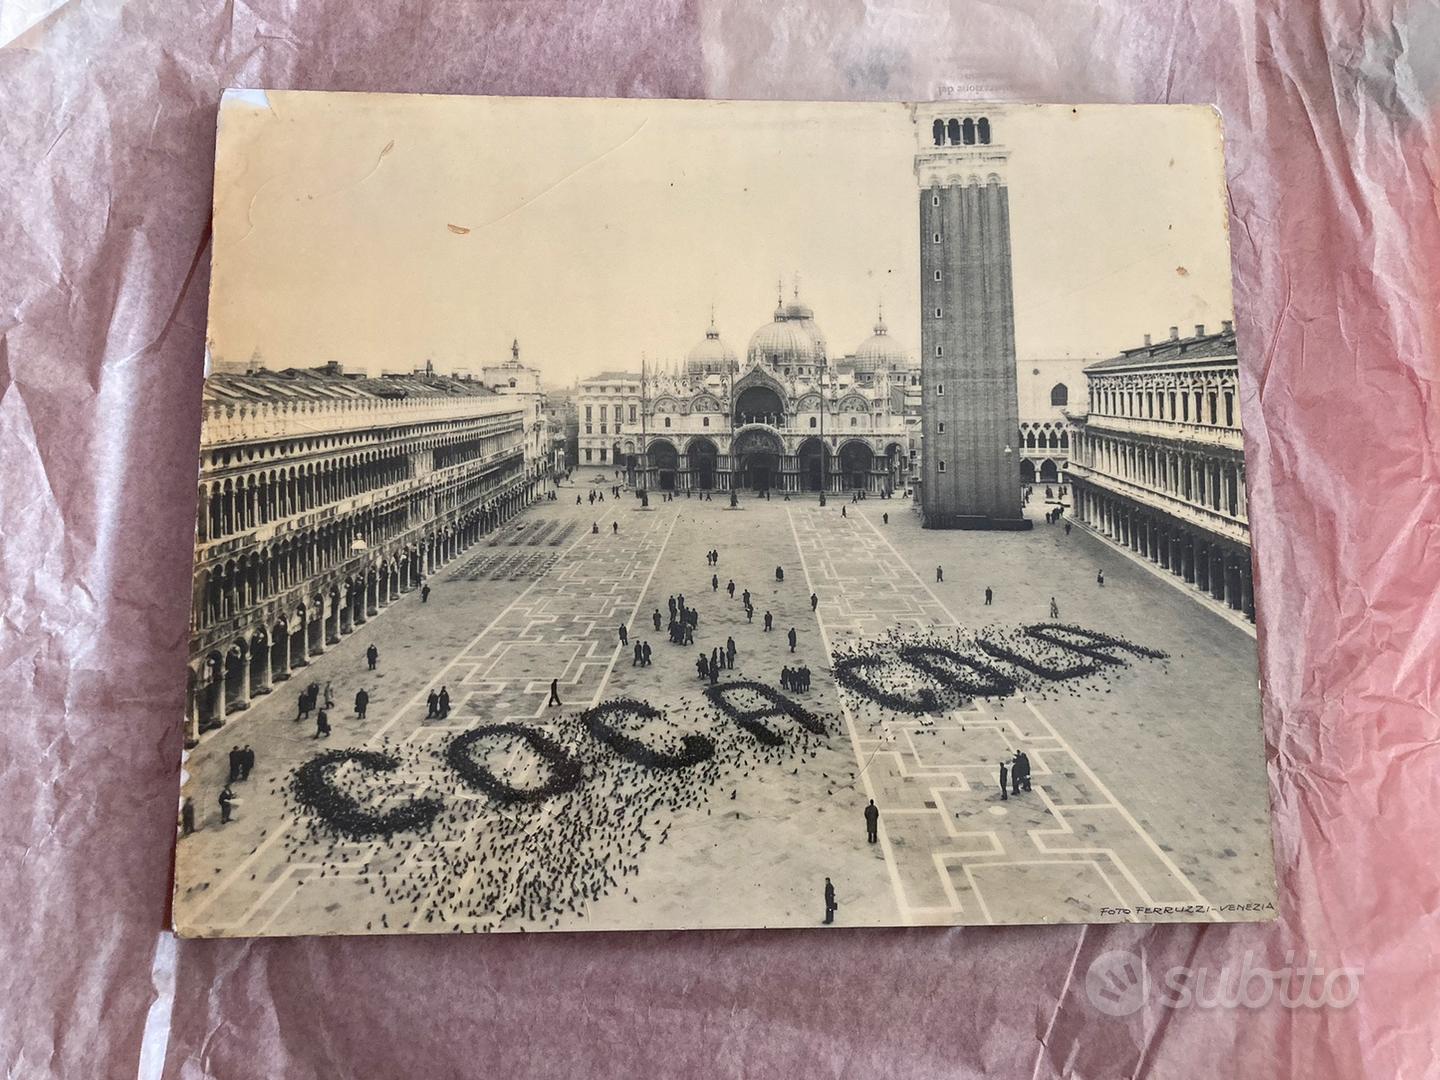 COCA COLA
FOTO FERRUZZI - VENEZIA
subito